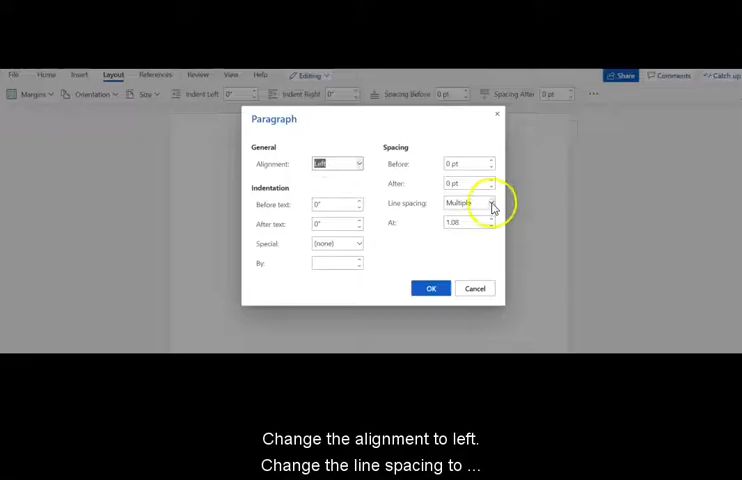 File Home Insert Layout References Review View Help Editing Share Comments Catch up
Margins Orientation Size Indent Left 0" Indent Right 0" Spacing Before 0 pt Spacing After 0 pt ...
Paragraph
General Spacing
Alignment: Left Before: 0 pt
After: 0 pt
Indentation
Before text: 0" Line spacing: Multiple
After text: 0" At: 1.08
Special: (none)
By:
OK Cancel
Change the alignment to left.
Change the line spacing to ...